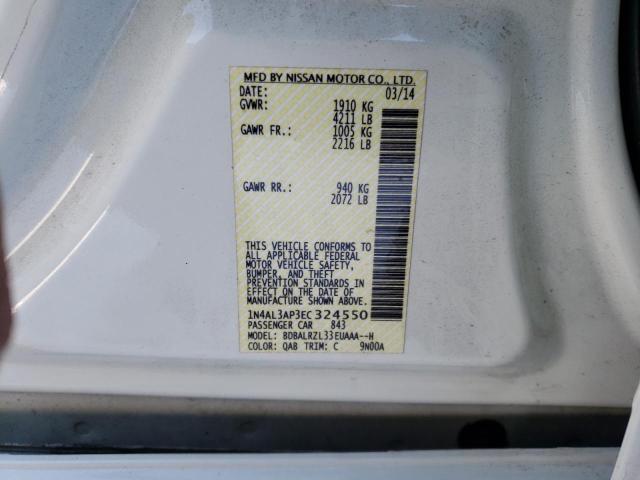 MFD BY NISSAN MOTOR CO., LTD.
DATE: 03/14
GVWR: 1910 KG
4211 LB
GAWR FR.: 1005 KG
2216 LB
GAWR RR.: 940 KG
2072 LB
THIS VEHICLE CONFORMS TO
ALL APPLICABLE FEDERAL
MOTOR VEHICLE SAFETY,
BUMPER, AND THEFT
PREVENTION STANDARDS IN
EFFECT ON THE DATE OF
MANUFACTURE SHOWN ABOVE.
1N4AL3AP3EC324550
PASSENGER CAR 843
MODEL: BDBALRZL33EUAAA--H
COLOR: QAB TRIM: C 9N00A